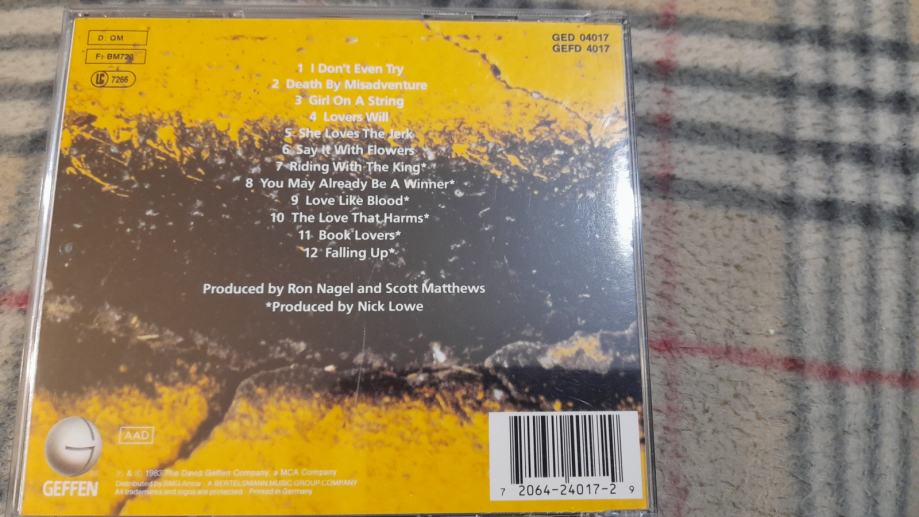 D: QM
GED 04017
F: BM720
GEFD 4017
LC 7266
1 I Don't Even Try
2 Death By Misadventure
3 Girl On A String
4 Lovers Will
5 She Loves The Jerk
6 Say It With Flowers
7 Riding With The King*
8 You May Already Be A Winner*
9 Love Like Blood*
10 The Love That Harms*
11 Book Lovers*
12 Falling Up*
Produced by Ron Nagel and Scott Matthews
*Produced by Nick Lowe
AAD
GEFFEN
℗ & © 1983 The David Geffen Company, a MCA Company
Distributed by BMG Ariola · A BERTELSMANN MUSIC GROUP COMPANY
All trademarks and logos are protected · Printed in Germany
7 2064-24017-2 9